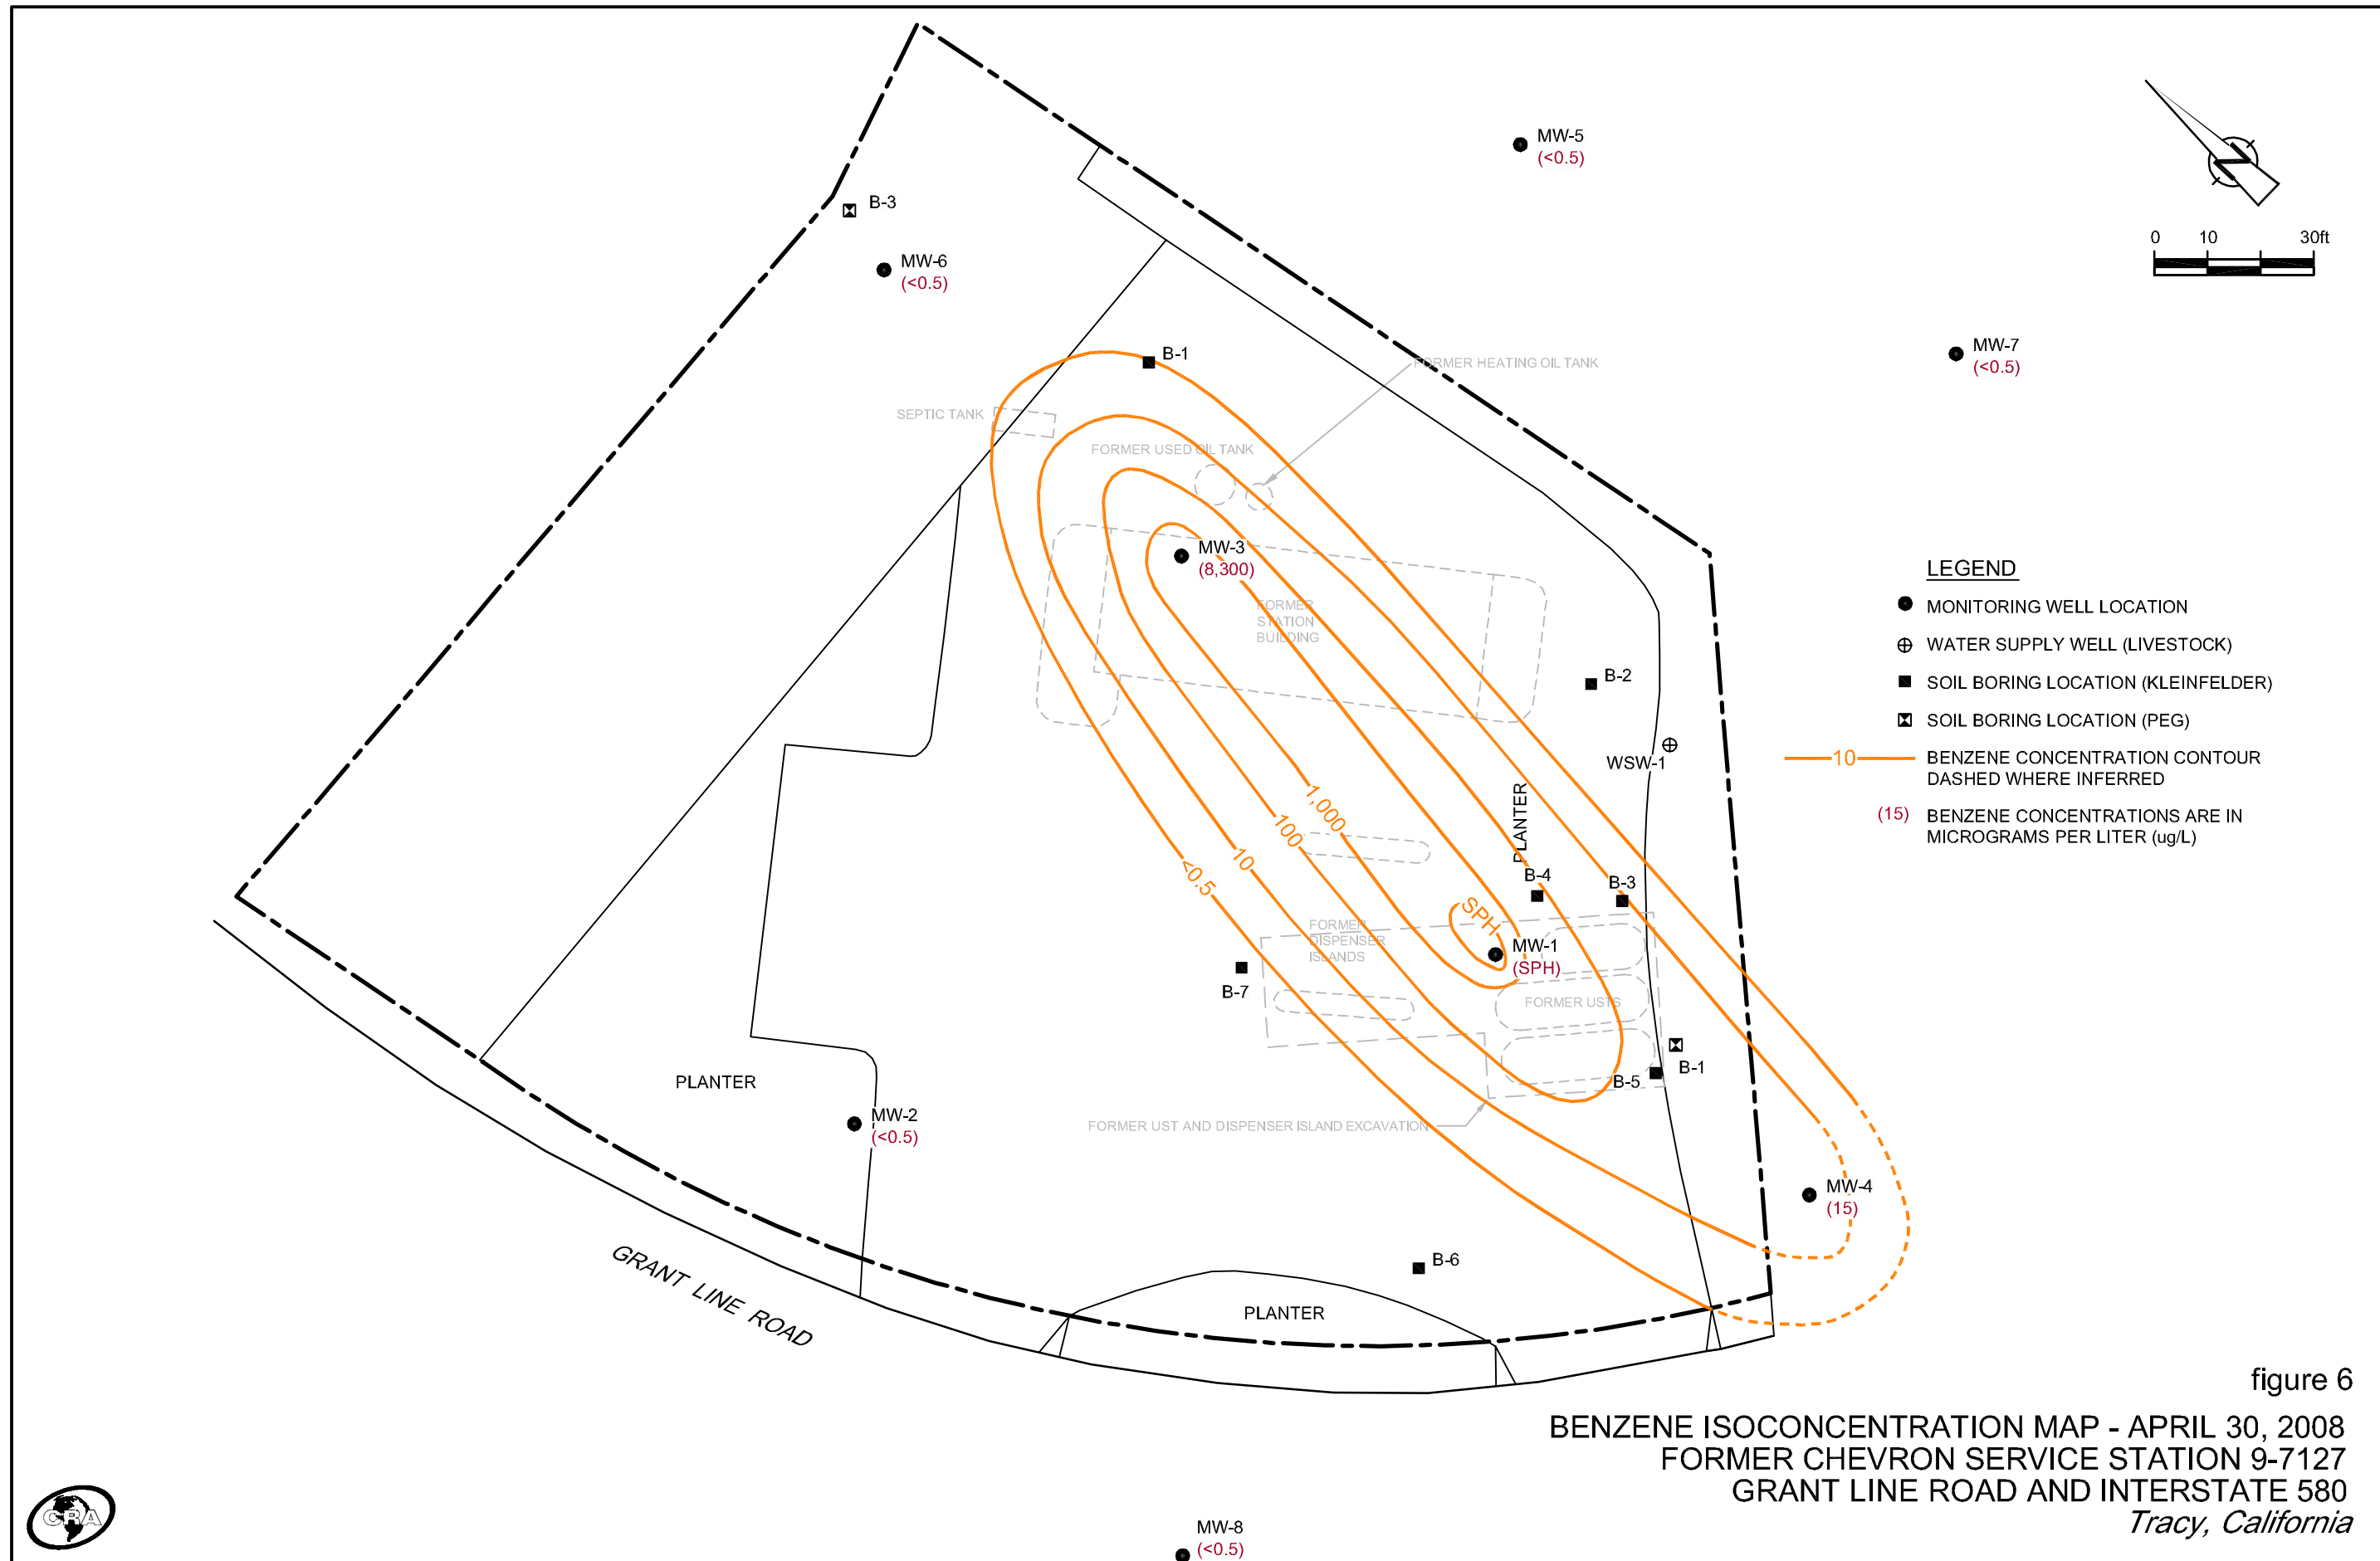 MW-5
(<0.5)
B-3
MW-6
(<0.5)
N
0 10 30ft
MW-7
(<0.5)
B-1
FORMER HEATING OIL TANK
SEPTIC TANK
FORMER USED OIL TANK
MW-3
(8,300)
FORMER
STATION
BUILDING
B-2
WSW-1
PLANTER
1,000
100
10
<0.5
B-4
B-3
SPH
MW-1
(SPH)
FORMER
DISPENSER
ISLANDS
FORMER USTS
B-7
B-1
B-5
FORMER UST AND DISPENSER ISLAND EXCAVATION
PLANTER
MW-2
(<0.5)
MW-4
(15)
B-6
PLANTER
GRANT LINE ROAD
MW-8
(<0.5)
LEGEND
MONITORING WELL LOCATION
WATER SUPPLY WELL (LIVESTOCK)
SOIL BORING LOCATION (KLEINFELDER)
SOIL BORING LOCATION (PEG)
10 BENZENE CONCENTRATION CONTOUR
DASHED WHERE INFERRED
(15) BENZENE CONCENTRATIONS ARE IN
MICROGRAMS PER LITER (ug/L)
figure 6
BENZENE ISOCONCENTRATION MAP - APRIL 30, 2008
FORMER CHEVRON SERVICE STATION 9-7127
GRANT LINE ROAD AND INTERSTATE 580
Tracy, California
CRA